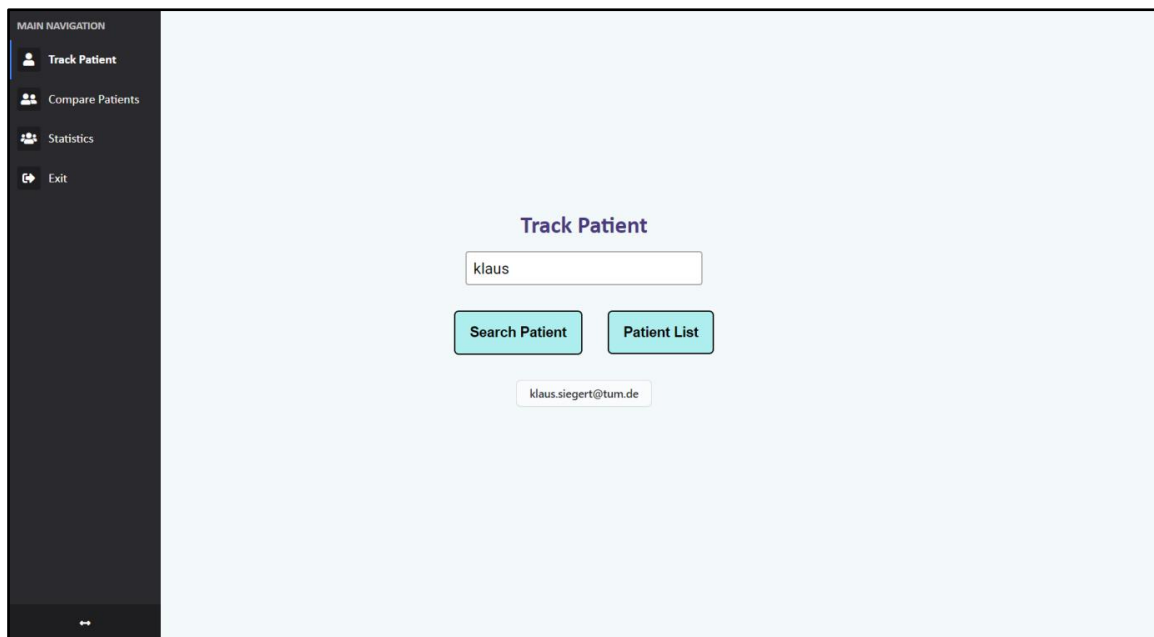 MAIN NAVIGATION
Track Patient
Compare Patients
Statistics
Exit
Track Patient
klaus
Search Patient
Patient List
klaus.siegert@tum.de